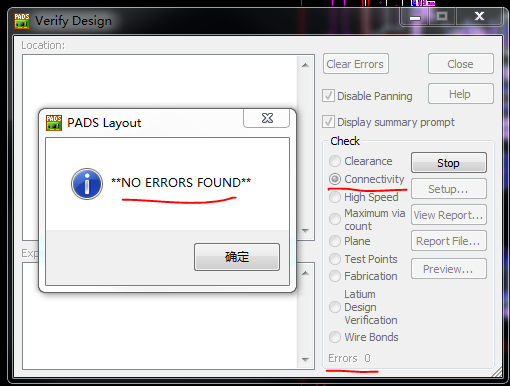 PADS
Verify Design
Location:
Clear Errors
Close
Disable Panning
Help
Display summary prompt
PADS
PADS Layout
**NO ERRORS FOUND**
确定
Check
Clearance
Stop
Connectivity
Setup...
High Speed
Maximum via
count
View Report...
Plane
Report File...
Test Points
Fabrication
Preview...
Latium
Design
Verification
Wire Bonds
Exp
Errors 0